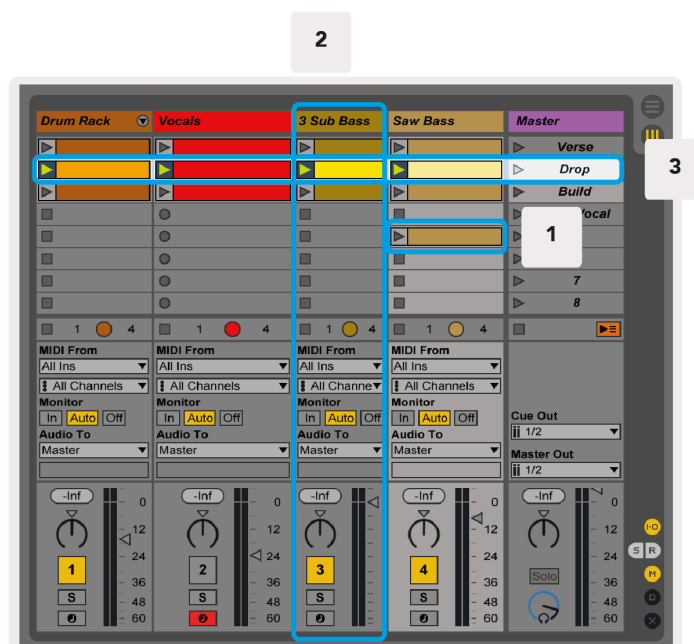 2
Drum Rack Vocals 3 Sub Bass Saw Bass Master
Verse
Drop
3
Build
1
7
8
1 4 1 4 1 4 1 4
MIDI From MIDI From MIDI From MIDI From
All Ins All Ins All Ins All Ins
All Channels All Channels All Channe All Channels
Monitor Monitor Monitor Monitor
In Auto Off In Auto Off In Auto Off In Auto Off
Cue Out
Audio To Audio To Audio To Audio To
1/2
Master Master Master Master
Master Out
1/2
-Inf -Inf -Inf -Inf -Inf
0 0 0 0 0
12 12 12 12 12 I·O
24 24 24 24 24 S R
1 2 3 4 Solo M
36 36 36 36 36
S S S S D
48 48 48 48 48
60 60 60 60 60